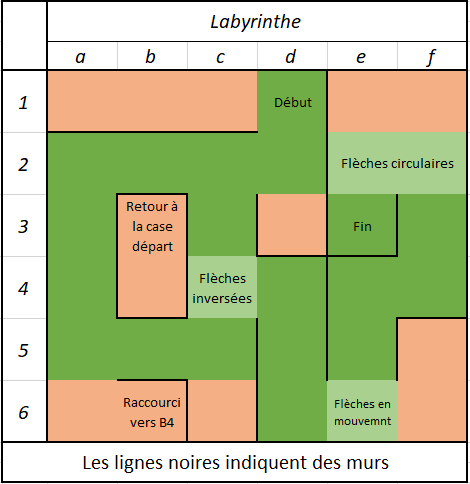 Labyrinthe
a b c d e f
1 Début
2 Flèches circulaires
3 Retour à
la case
départ
Fin
4 Flèches
inversées
5
6 Raccourci
vers B4
Flèches en
mouvemnt
Les lignes noires indiquent des murs